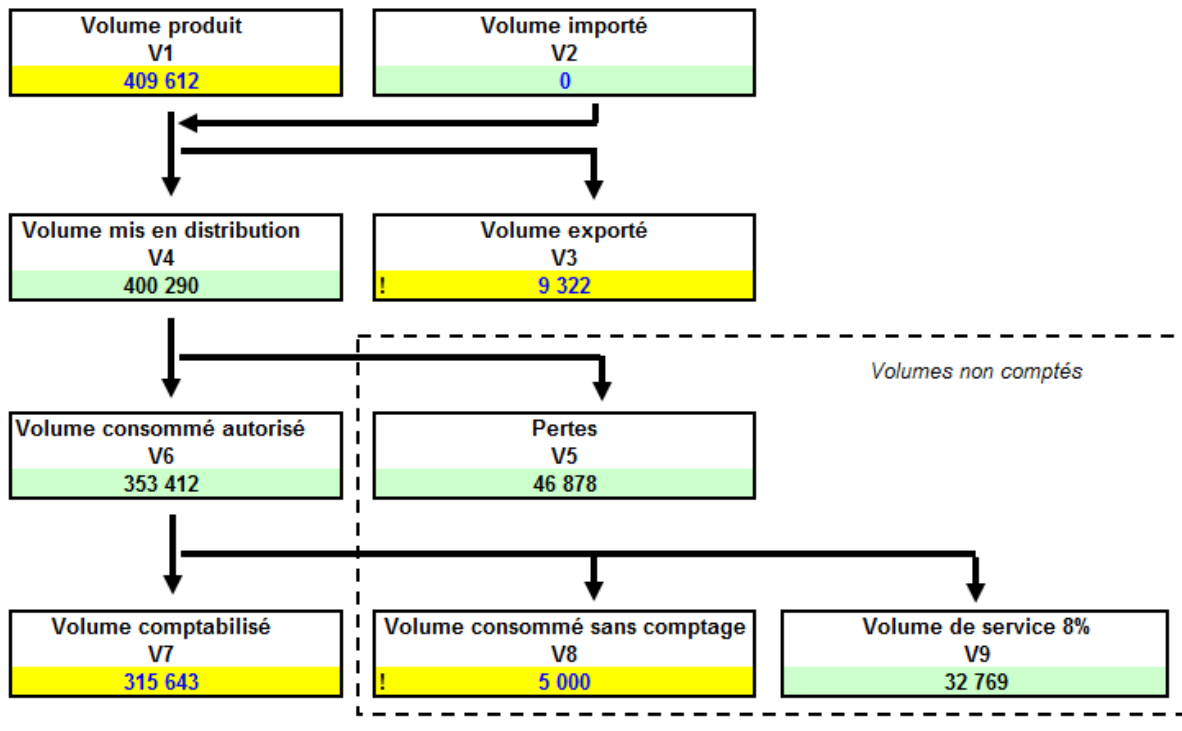 Volume produit
V1
409 612
Volume importé
V2
0
Volume mis en distribution
V4
400 290
Volume exporté
V3
! 9 322
Volumes non comptés
Volume consommé autorisé
V6
353 412
Pertes
V5
46 878
Volume comptabilisé
V7
315 643
Volume consommé sans comptage
V8
! 5 000
Volume de service 8%
V9
32 769